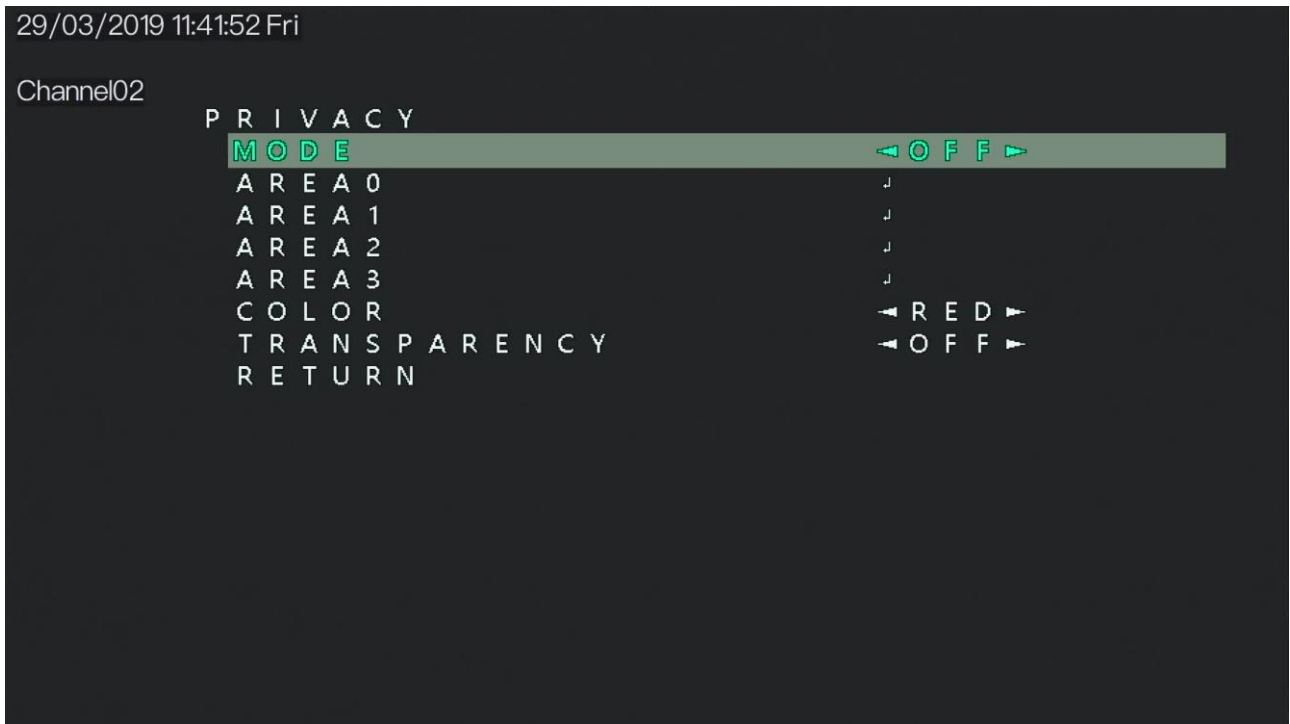 29/03/2019 11:41:52 Fri
Channel02
PRIVACY
MODE ◄OFF►
AREA0 ↲
AREA1 ↲
AREA2 ↲
AREA3 ↲
COLOR ◄RED►
TRANSPARENCY ◄OFF►
RETURN